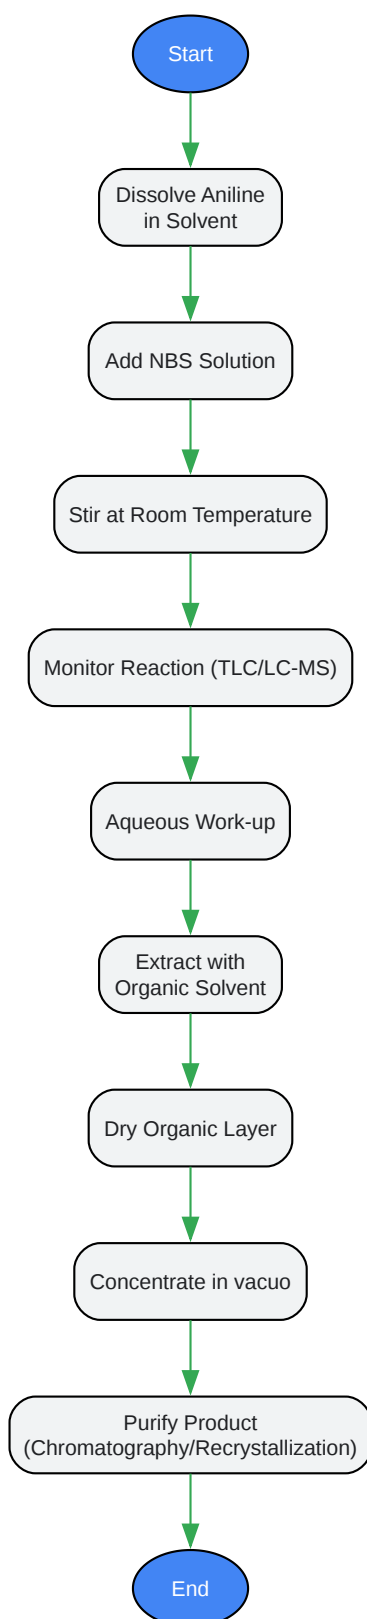 Start
Dissolve Aniline
in Solvent
Add NBS Solution
Stir at Room Temperature
Monitor Reaction (TLC/LC-MS)
Aqueous Work-up
Extract with
Organic Solvent
Dry Organic Layer
Concentrate in vacuo
Purify Product
(Chromatography/Recrystallization)
End